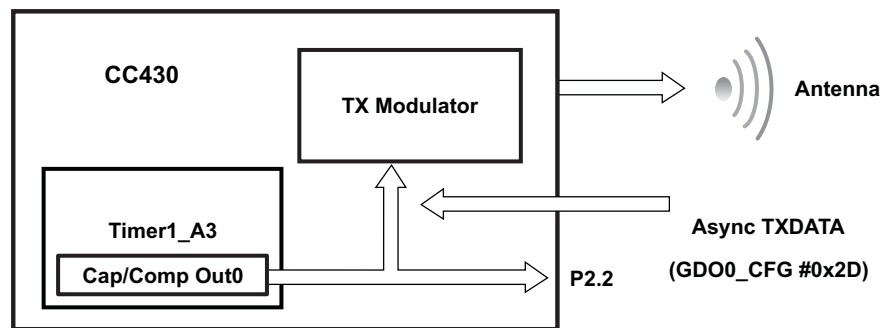 CC430
TX Modulator
Antenna
Timer1_A3
Cap/Comp Out0
P2.2
Async TXDATA
(GDO0_CFG #0x2D)